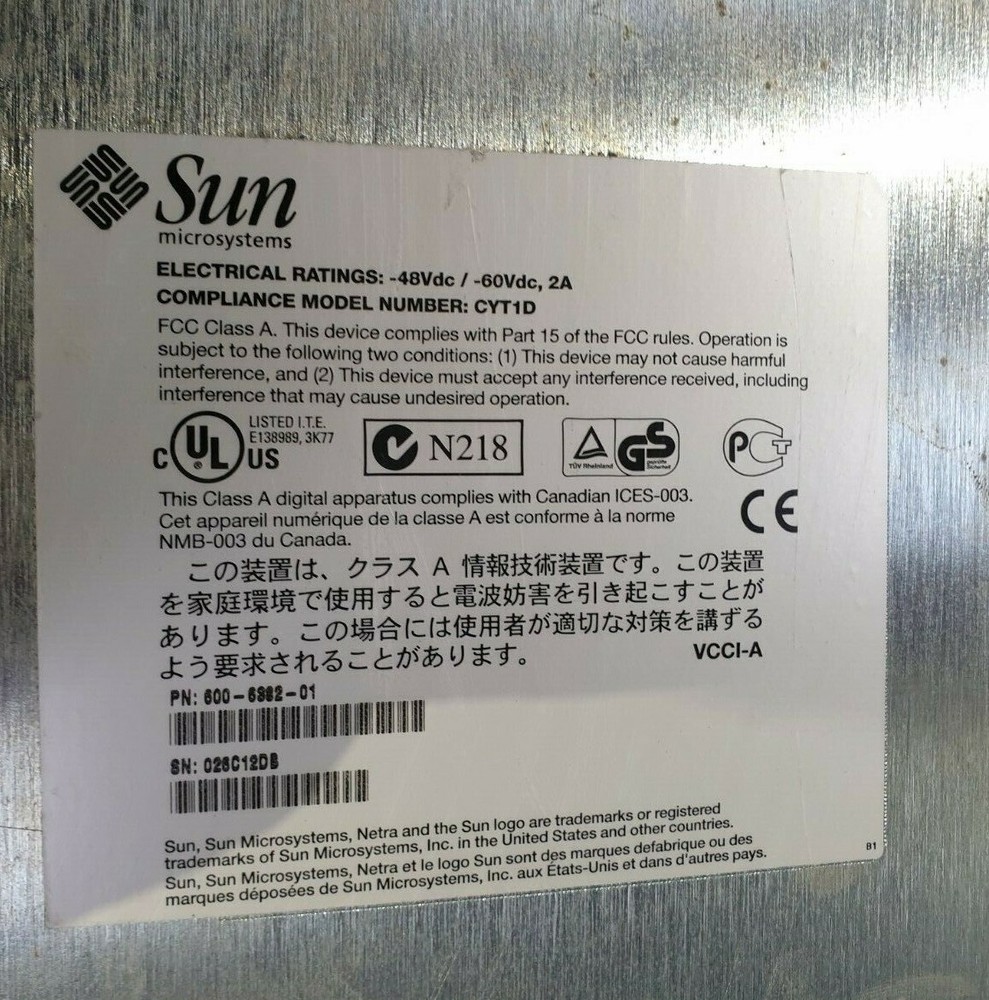 Sun
microsystems
ELECTRICAL RATINGS: -48Vdc / -60Vdc, 2A
COMPLIANCE MODEL NUMBER: CYT1D
FCC Class A. This device complies with Part 15 of the FCC rules. Operation is
subject to the following two conditions: (1) This device may not cause harmful
interference, and (2) This device must accept any interference received, including
interference that may cause undesired operation.
C UL ® US
LISTED I.T.E.
E138989, 3K77
N218
TÜV Rheinland
GS
geprüfte
Sicherheit
PCT
This Class A digital apparatus complies with Canadian ICES-003.
Cet appareil numérique de la classe A est conforme à la norme
NMB-003 du Canada.
CE
この装置は、クラス A 情報技術装置です。この装置
を家庭環境で使用すると電波妨害を引き起こすことが
あります。この場合には使用者が適切な対策を講ずる
よう要求されることがあります。
VCCI-A
PN:
SN:
Sun, Sun Microsystems, Netra and the Sun logo are trademarks or registered
trademarks of Sun Microsystems, Inc. in the United States and other countries.
Sun, Sun Microsystems, Netra et le logo Sun sont des marques defabrique ou des
marques déposées de Sun Microsystems, Inc. aux États-Unis et dans d'autres pays.
B1